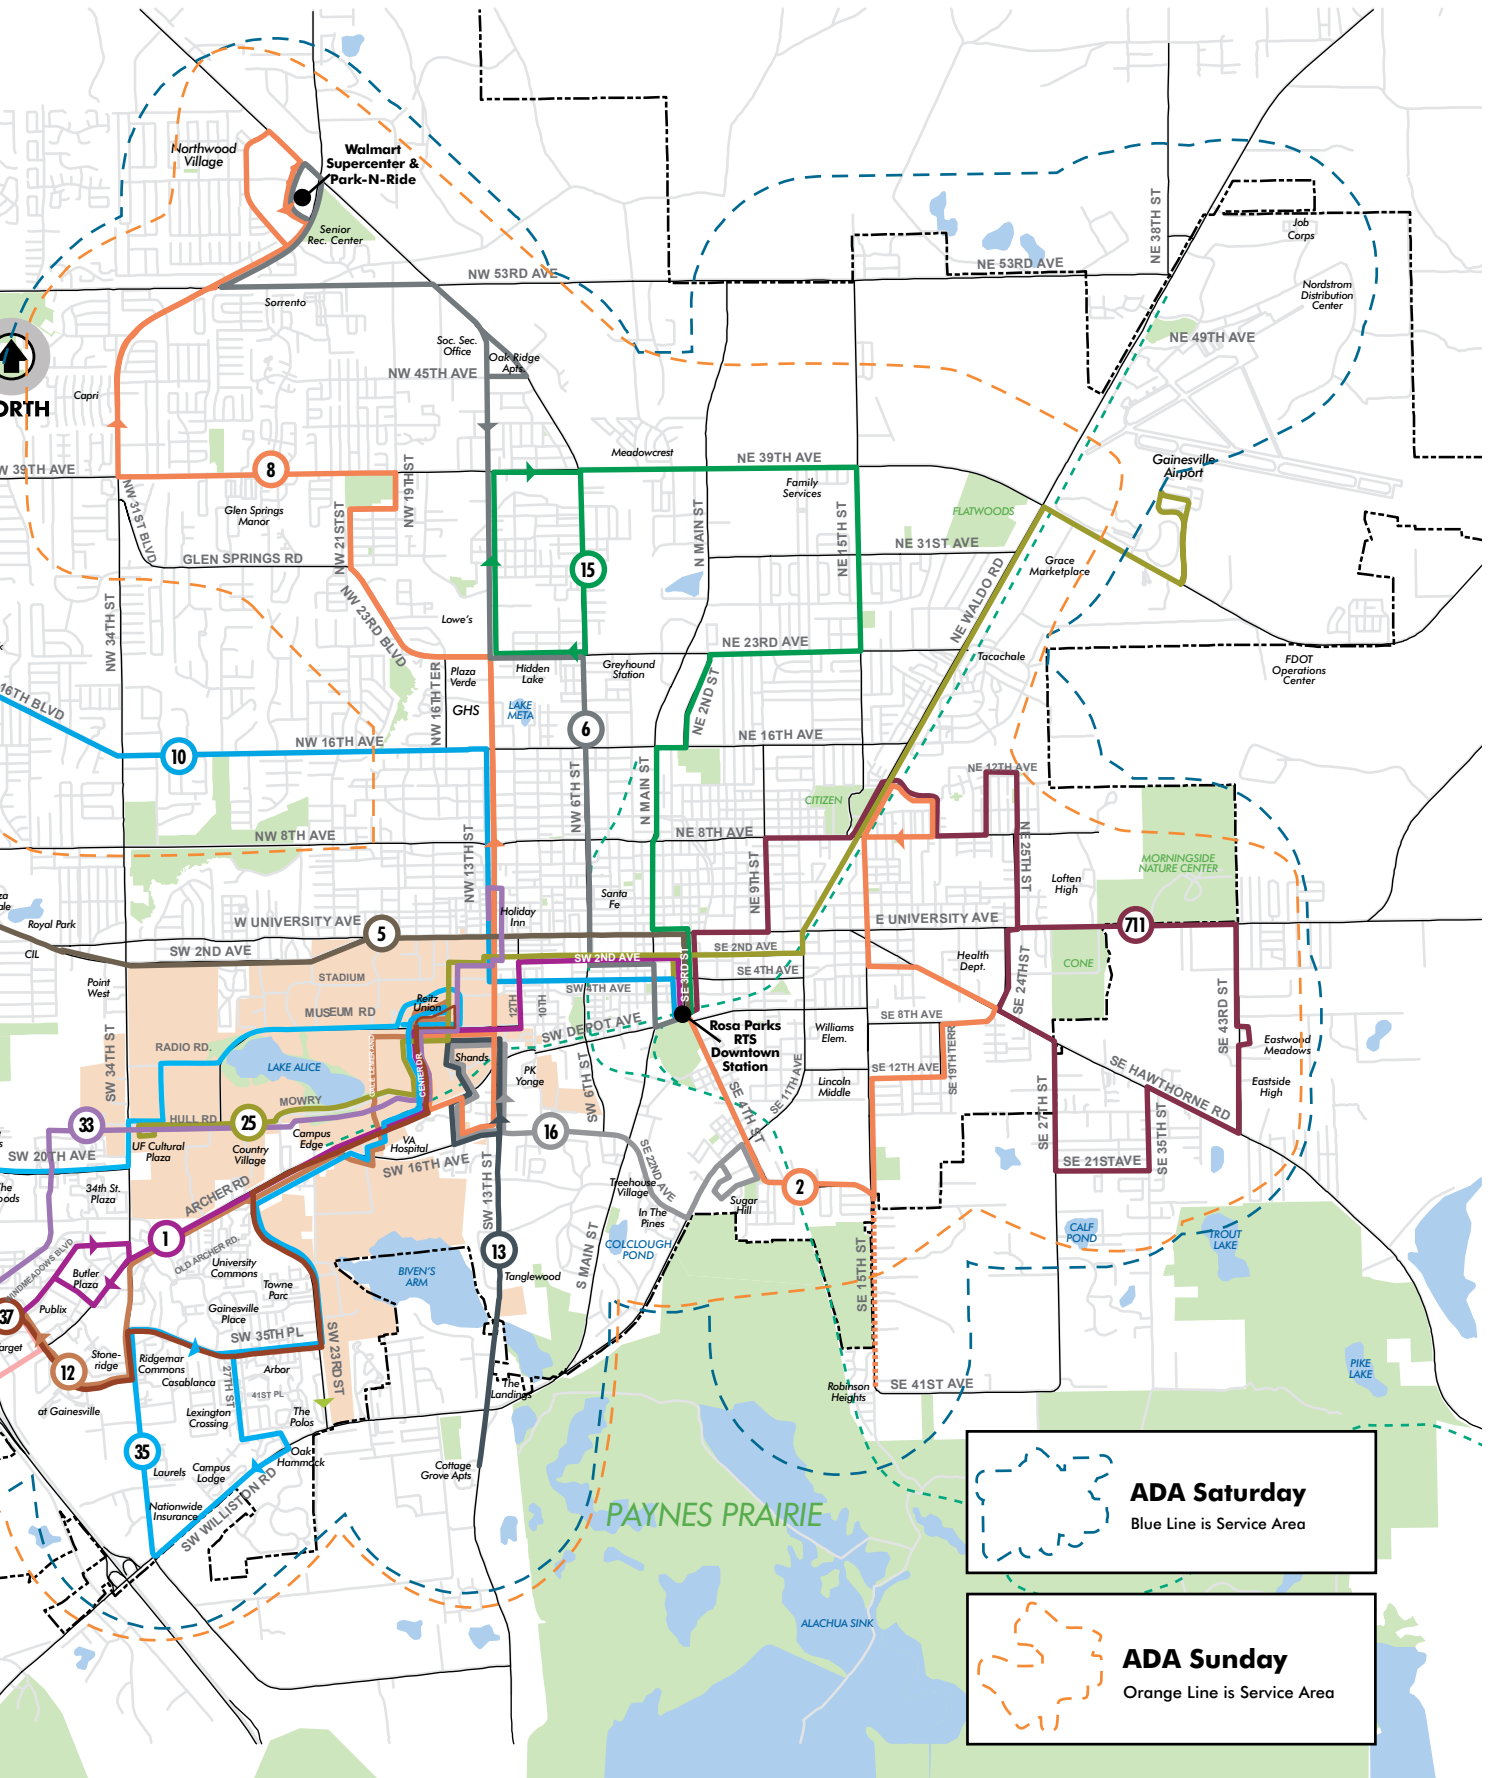 Northwood
Village
Walmart
Supercenter &
Park-N-Ride
Senior
Rec. Center
NE 38TH ST
Job
Corps
NW 53RD AVE
NE 53RD AVE
Sorrento
Nordstrom
Distribution
Center
Soc. Sec.
Office
Oak Ridge
Apts.
NE 49TH AVE
NW 45TH AVE
Capri
ORTH
8
W 39TH AVE
Meadowcrest
NE 39TH AVE
Gainesville
Airport
NW 31ST BLVD
NW 19TH ST
Family
Services
Glen Springs
Manor
NW 21ST ST
N MAIN ST
NE 15TH ST
FLATWOODS
NE 31ST AVE
GLEN SPRINGS RD
15
Grace
Marketplace
NE WALDO RD
NW 34TH ST
NW 23RD BLVD
Lowe's
NE 23RD AVE
Tacachale
FDOT
Operations
Center
NW 16TH TER
Plaza
Verde
Hidden
Lake
Greyhound
Station
NE 2ND ST
GHS
LAKE
META
16TH BLVD
6
10
NW 16TH AVE
NE 16TH AVE
NE 12TH AVE
NW 6TH ST
N MAIN ST
CITIZEN
NW 8TH AVE
NE 8TH AVE
NW 13TH ST
NE 9TH ST
NE 25TH ST
MORNINGSIDE
NATURE CENTER
Loften
High
Santa
Fe
Royal Park
W UNIVERSITY AVE
Holiday
Inn
E UNIVERSITY AVE
711
5
CIL
SW 2ND AVE
SW 2ND AVE
SE 2ND AVE
Health
Dept.
CONE
STADIUM
SE 3RD ST
SE 4TH AVE
SE 24TH ST
Point
West
SW 4TH AVE
Reitz
Union
12TH
10TH
MUSEUM RD
SW DEPOT AVE
SE 8TH AVE
SE 43RD ST
Rosa Parks
RTS
Downtown
Station
Williams
Elem.
Eastwood
Meadows
RADIO RD.
SW 34TH ST
LAKE ALICE
CENTER DR.
Shands
PK
Yonge
SE 12TH AVE
SE 19TH TERR
SE HAWTHORNE RD
Lincoln
Middle
Eastside
High
SE 11TH AVE
SE 4TH ST
SW 6TH ST
MOWRY
HULL RD
33
25
16
SE 27TH ST
SE 35TH ST
UF Cultural
Plaza
Country
Village
Campus
Edge
VA
Hospital
SW 20TH AVE
SW 16TH AVE
SE 22ND AVE
SE 21ST AVE
34th St.
Plaza
ARCHER RD
Treehouse
Village
2
Sugar
Hill
In The
Pines
SW 13TH ST
1
OLD ARCHER RD.
WINDMEADOWS BLVD
13
S MAIN ST
COLCLOUGH
POND
CALF
POND
TROUT
LAKE
Butler
Plaza
University
Commons
BIVEN'S
ARM
Tanglewood
SE 15TH ST
Towne
Parc
Publix
Gainesville
Place
37
SW 35TH PL
SW 23RD ST
12
Stone-
ridge
Ridgemar
Commons
Casablanca
Arbor
PIKE
LAKE
27TH ST
41ST PL
The
Landings
Robinson
Heights
SE 41ST AVE
at Gainesville
Lexington
Crossing
The
Polos
35
Oak
Hammock
Laurels
Campus
Lodge
Cottage
Grove Apts
Nationwide
Insurance
SW WILLISTON RD
PAYNES PRAIRIE
ADA Saturday
Blue Line is Service Area
ALACHUA SINK
ADA Sunday
Orange Line is Service Area